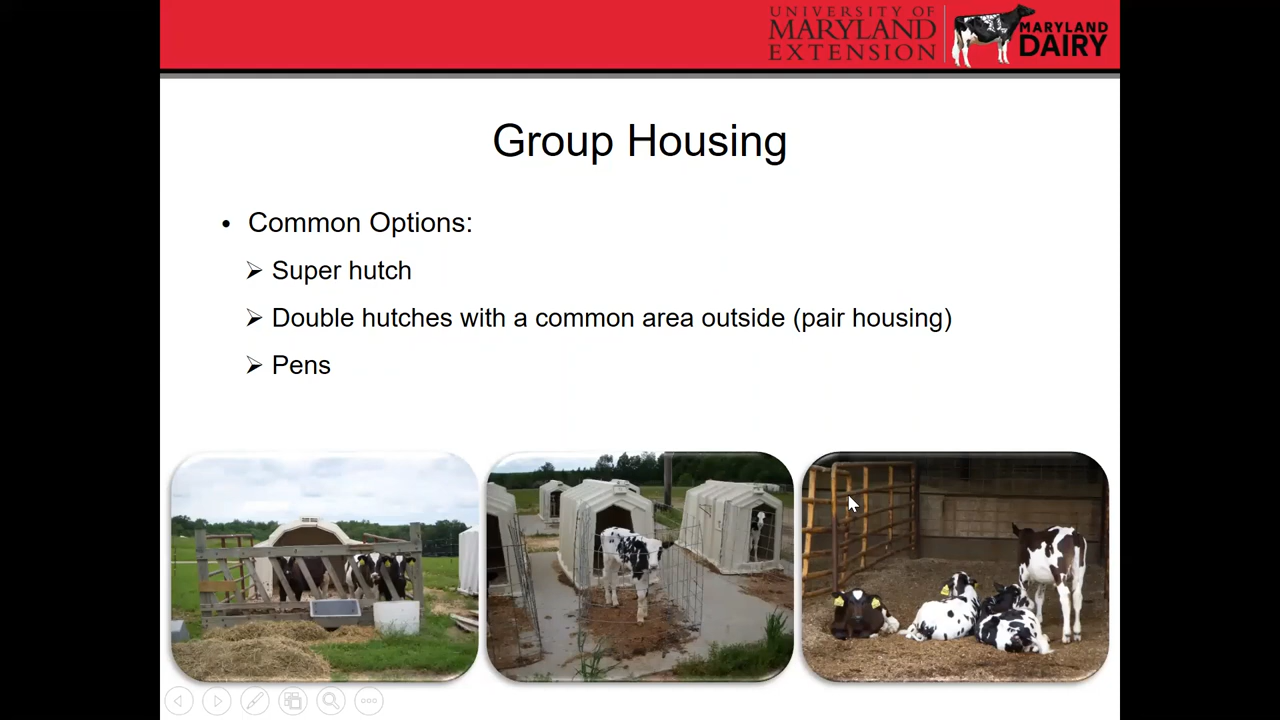 UNIVERSITY OF
MARYLAND
EXTENSION
MARYLAND
DAIRY
Group Housing
• Common Options:
➢ Super hutch
➢ Double hutches with a common area outside (pair housing)
➢ Pens